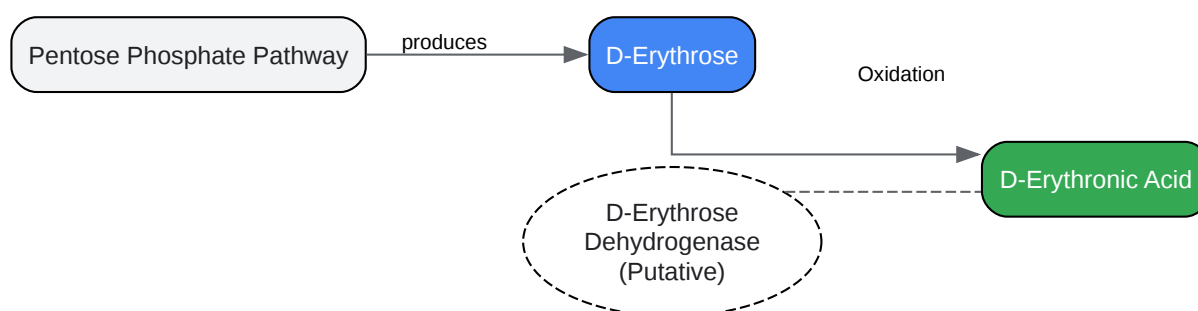 Pentose Phosphate Pathway
produces
D-Erythrose
Oxidation
D-Erythronic Acid
D-Erythrose
Dehydrogenase
(Putative)